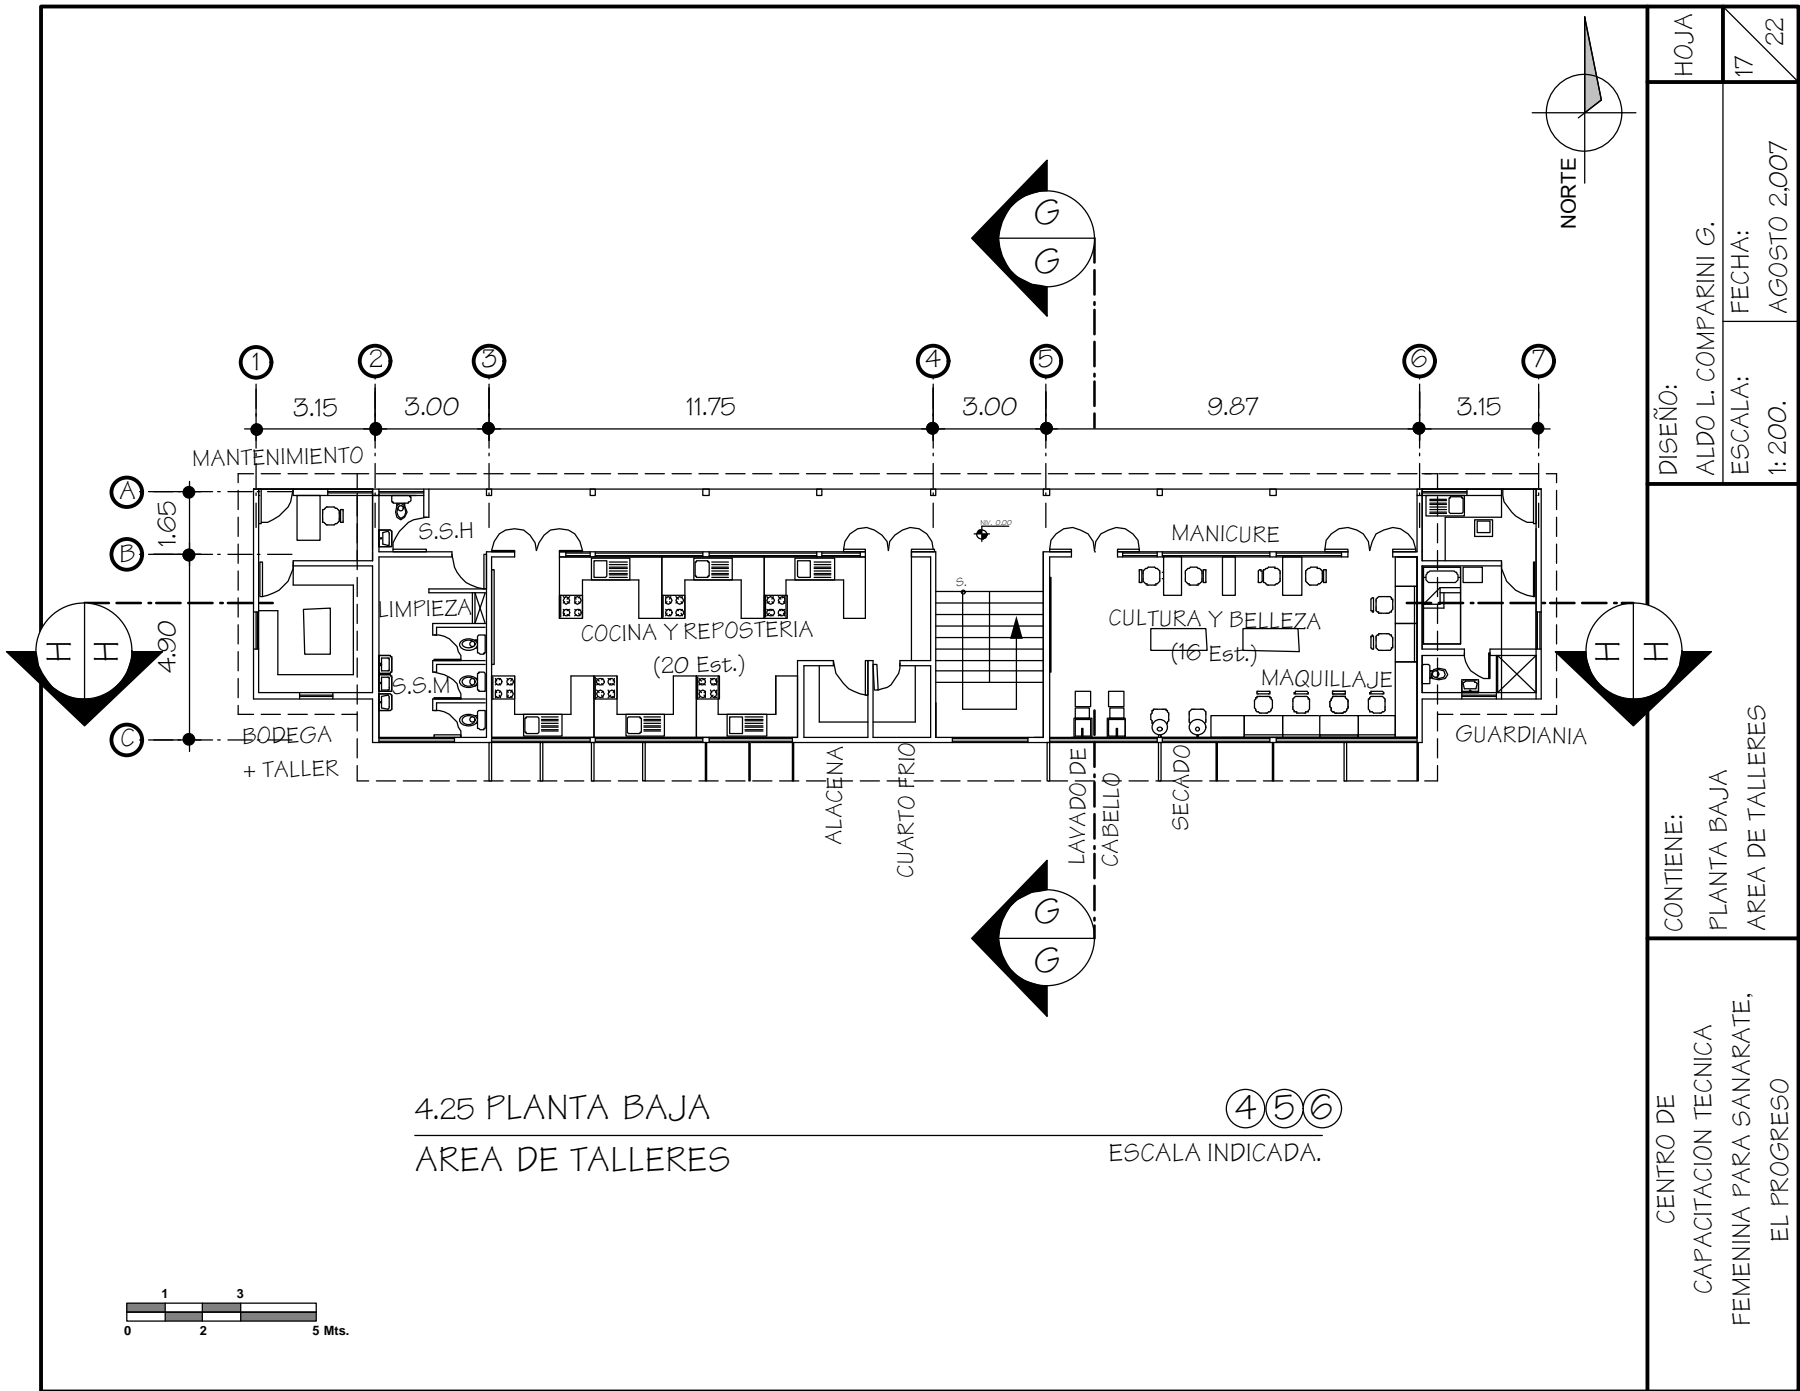 NORTE
G
G
1
2
3
4
5
6
7
3.15
3.00
11.75
3.00
9.87
3.15
MANTENIMIENTO
A
B
C
1.65
4.90
S.S.H
NIV. 0.00
MANICURE
S.
LIMPIEZA
COCINA Y REPOSTERIA
(20 Est.)
CULTURA Y BELLEZA
(16 Est.)
S.S.M
MAQUILLAJE
H
H
H
H
BODEGA
+ TALLER
GUARDIANIA
ALACENA
CUARTO FRIO
LAVADO DE
CABELLO
SECADO
G
G
4.25 PLANTA BAJA
AREA DE TALLERES
4 5 6
ESCALA INDICADA.
1
3
0
2
5 Mts.
HOJA
17
22
DISEÑO:
ALDO L. COMPARINI G.
ESCALA:
1: 200.
FECHA:
AGOSTO 2,007
CONTIENE:
PLANTA BAJA
AREA DE TALLERES
CENTRO DE
CAPACITACION TECNICA
FEMENINA PARA SANARATE,
EL PROGRESO